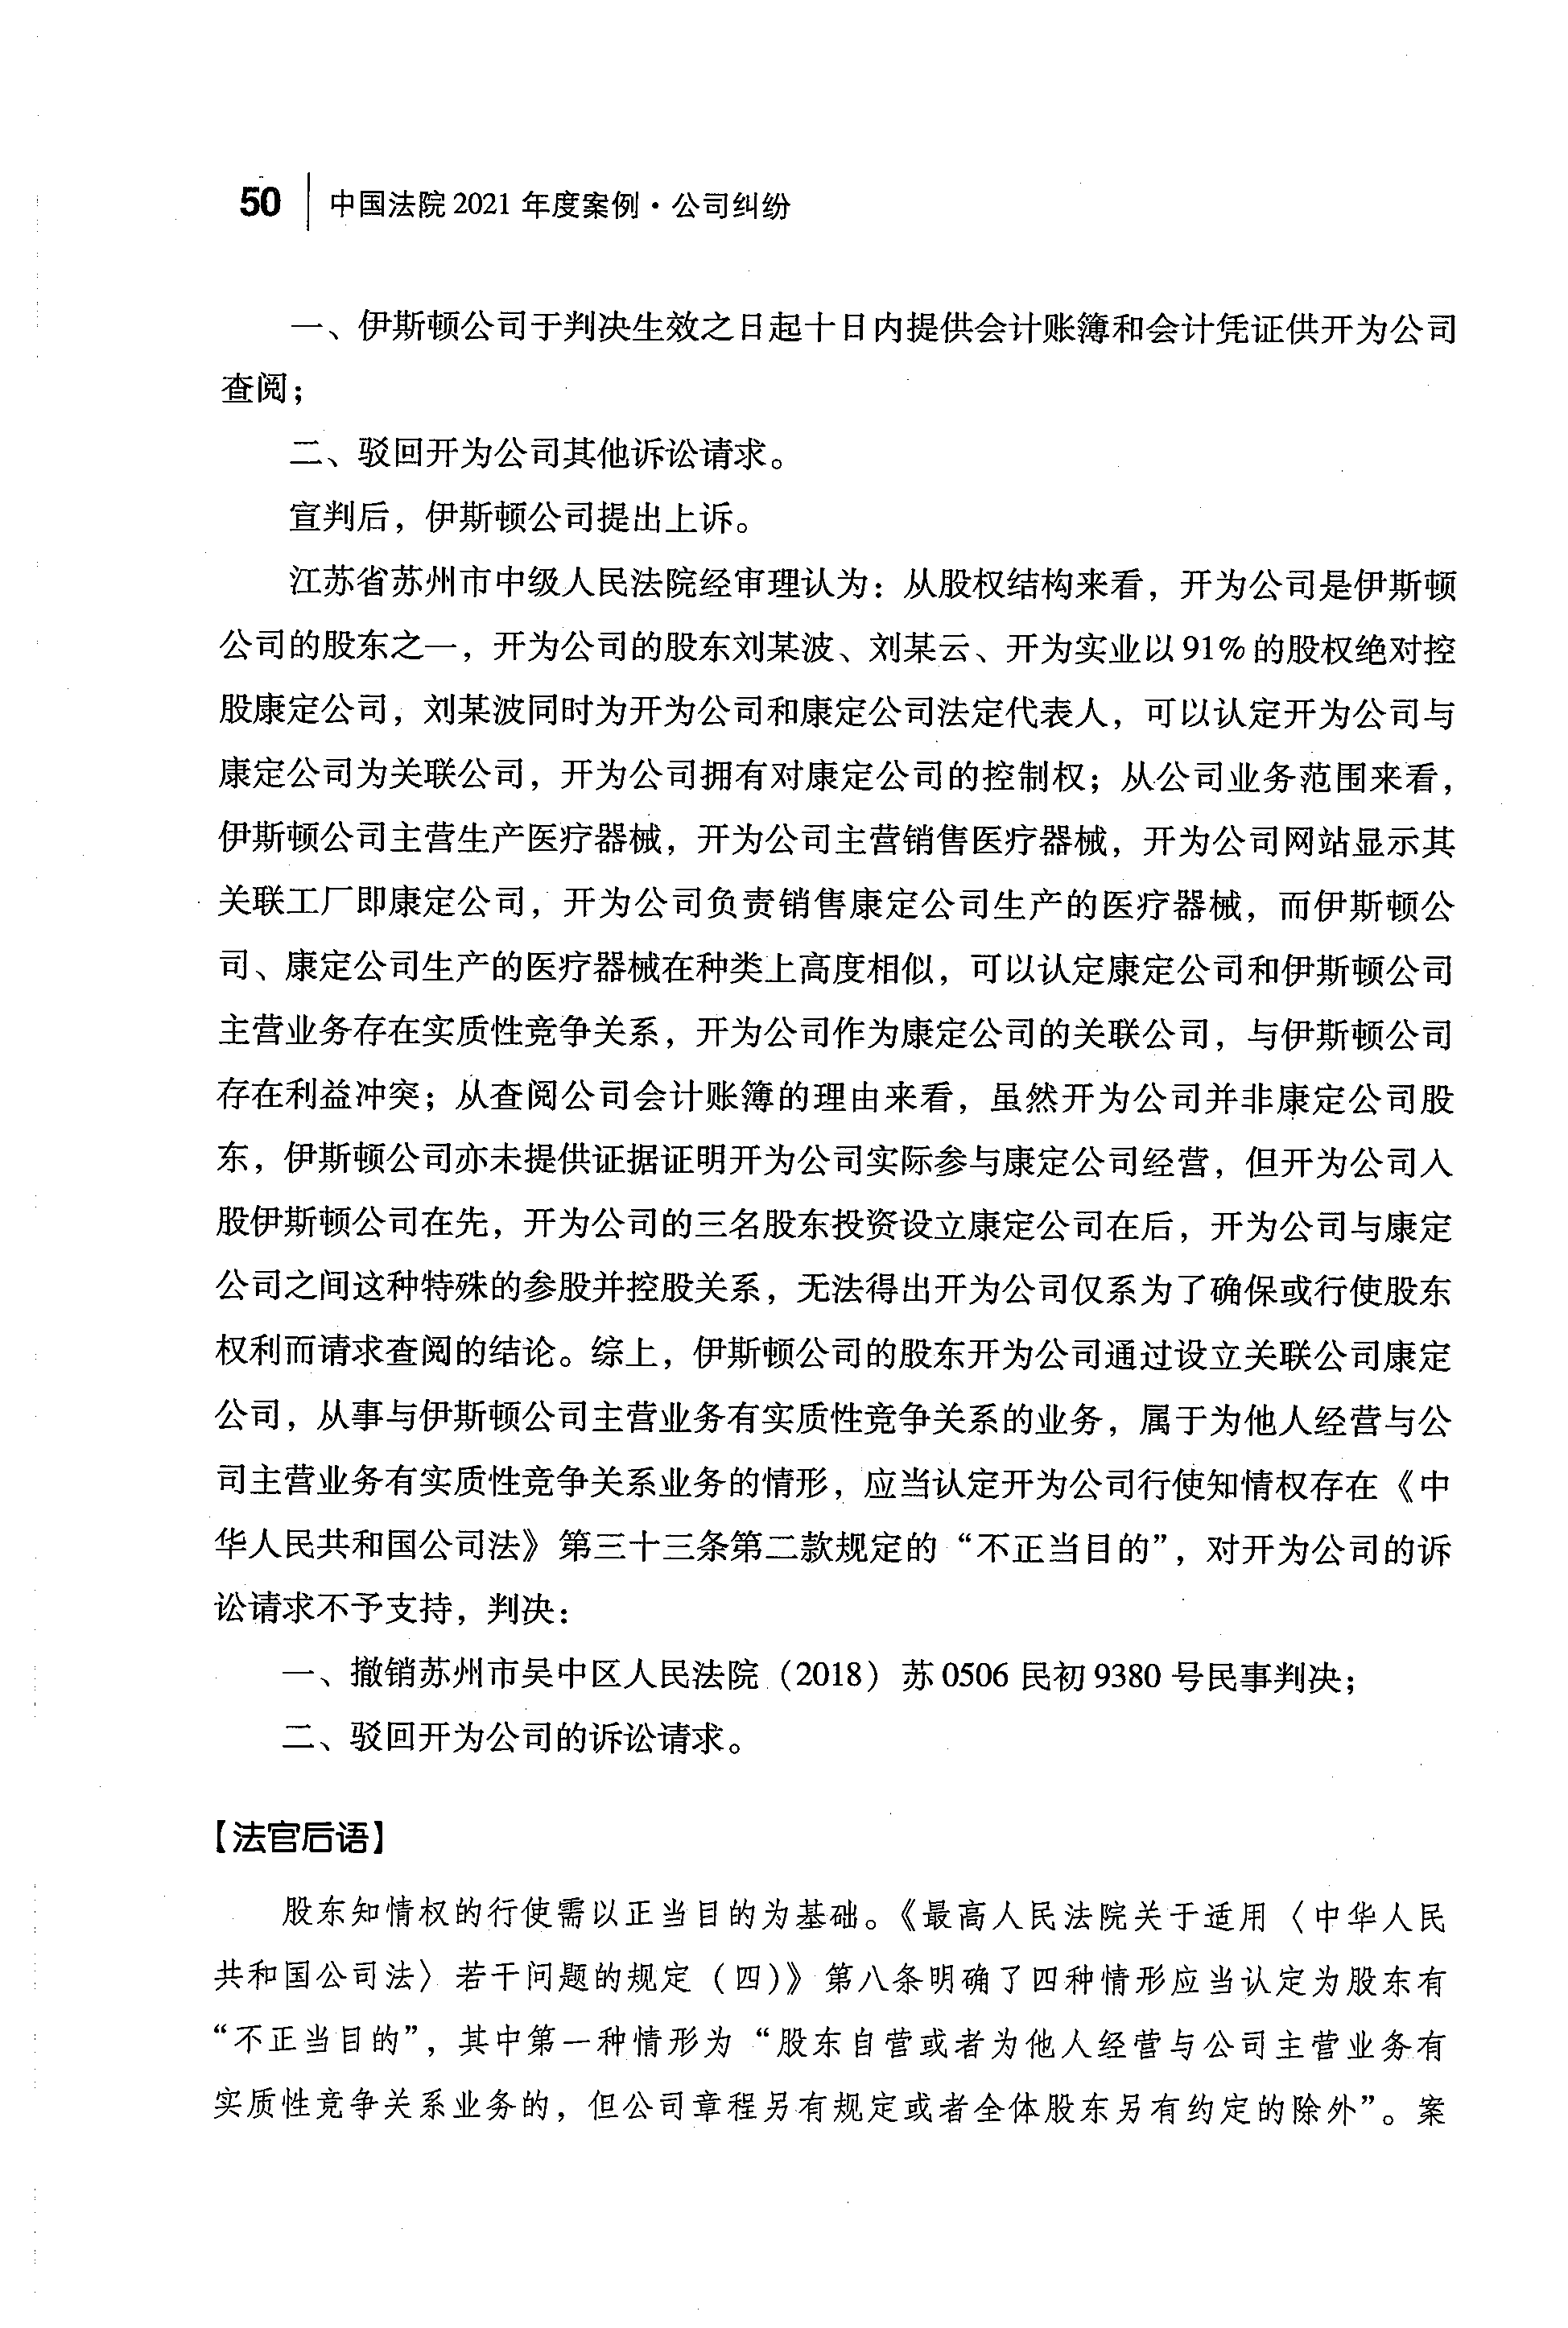 50 中国法院2021年度案例·公司纠纷
一、伊斯顿公司于判决生效之日起十日内提供会计账簿和会计凭证供开为公司
查阅；
二、驳回开为公司其他诉讼请求。
宣判后，伊斯顿公司提出上诉。
江苏省苏州市中级人民法院经审理认为：从股权结构来看，开为公司是伊斯顿
公司的股东之一，开为公司的股东刘某波、刘某云、开为实业以91%的股权绝对控
股康定公司，刘某波同时为开为公司和康定公司法定代表人，可以认定开为公司与
康定公司为关联公司，开为公司拥有对康定公司的控制权；从公司业务范围来看，
伊斯顿公司主营生产医疗器械，开为公司主营销售医疗器械，开为公司网站显示其
关联工厂即康定公司，开为公司负责销售康定公司生产的医疗器械，而伊斯顿公
司、康定公司生产的医疗器械在种类上高度相似，可以认定康定公司和伊斯顿公司
主营业务存在实质性竞争关系，开为公司作为康定公司的关联公司，与伊斯顿公司
存在利益冲突；从查阅公司会计账簿的理由来看，虽然开为公司并非康定公司股
东，伊斯顿公司亦未提供证据证明开为公司实际参与康定公司经营，但开为公司入
股伊斯顿公司在先，开为公司的三名股东投资设立康定公司在后，开为公司与康定
公司之间这种特殊的参股并控股关系，无法得出开为公司仅系为了确保或行使股东
权利而请求查阅的结论。综上，伊斯顿公司的股东开为公司通过设立关联公司康定
公司，从事与伊斯顿公司主营业务有实质性竞争关系的业务，属于为他人经营与公
司主营业务有实质性竞争关系业务的情形，应当认定开为公司行使知情权存在《中
华人民共和国公司法》第三十三条第二款规定的“不正当目的”，对开为公司的诉
讼请求不予支持，判决：
一、撤销苏州市吴中区人民法院（2018）苏0506民初9380号民事判决；
二、驳回开为公司的诉讼请求。
【法官后语】
股东知情权的行使需以正当目的为基础。《最高人民法院关于适用〈中华人民
共和国公司法〉若干问题的规定（四）》第八条明确了四种情形应当认定为股东有
“不正当目的”，其中第一种情形为“股东自营或者为他人经营与公司主营业务有
实质性竞争关系业务的，但公司章程另有规定或者全体股东另有约定的除外”。案